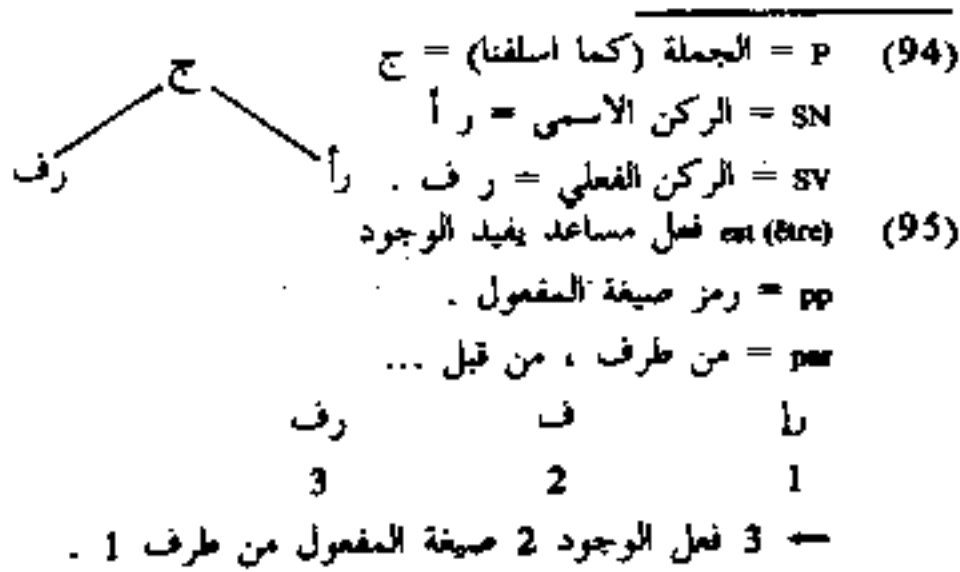 (94) P = الجملة (كما اسلفنا) = ج
SN = الركن الاسمي = ر أ
SV = الركن الفعلي = ر ف .
ج
رأ رف
(95) est (être) فعل مساعد يفيد الوجود
pp = رمز صيغة المفعول .
par = من طرف ، من قبل ...
رإ ف رف
1 2 3
← 3 فعل الوجود 2 صيغة المفعول من طرف 1 .